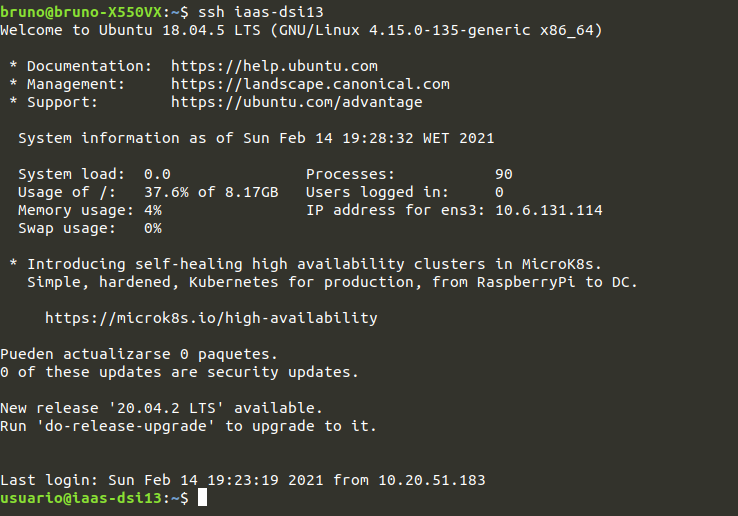 bruno@bruno-X550VX:~$ ssh iaas-dsi13
Welcome to Ubuntu 18.04.5 LTS (GNU/Linux 4.15.0-135-generic x86_64)
* Documentation:  https://help.ubuntu.com
* Management:     https://landscape.canonical.com
* Support:        https://ubuntu.com/advantage
System information as of Sun Feb 14 19:28:32 WET 2021
System load:  0.0               Processes:           90
Usage of /:   37.6% of 8.17GB   Users logged in:     0
Memory usage: 4%                IP address for ens3: 10.6.131.114
Swap usage:   0%
* Introducing self-healing high availability clusters in MicroK8s.
Simple, hardened, Kubernetes for production, from RaspberryPi to DC.
https://microk8s.io/high-availability
Pueden actualizarse 0 paquetes.
0 of these updates are security updates.
New release '20.04.2 LTS' available.
Run 'do-release-upgrade' to upgrade to it.
Last login: Sun Feb 14 19:23:19 2021 from 10.20.51.183
usuario@iaas-dsi13:~$